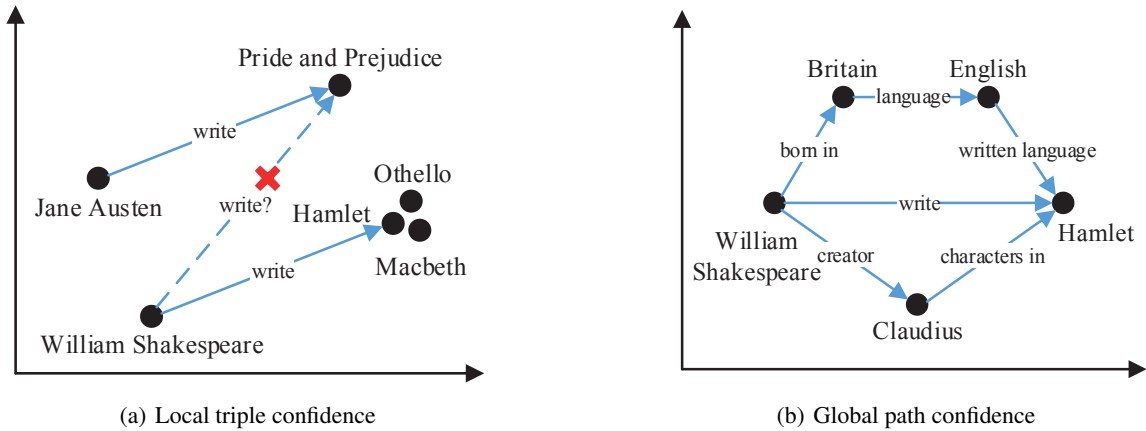 Pride and Prejudice
write
Jane Austen
write?
Othello
Hamlet
Macbeth
write
William Shakespeare
(a) Local triple confidence
Britain
English
language
born in
written language
write
William
Shakespeare
Hamlet
creator
characters in
Claudius
(b) Global path confidence